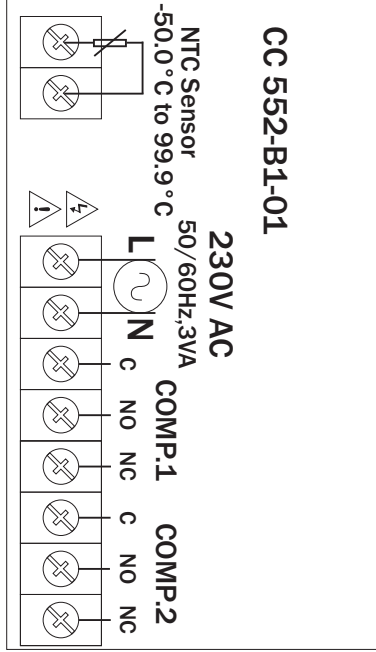 CC 552-B1-01
NTC Sensor
-50.0°C to 99.9°C
230V AC
50/60Hz,3VA
L
N
COMP.1
C
NO
NC
COMP.2
C
NO
NC